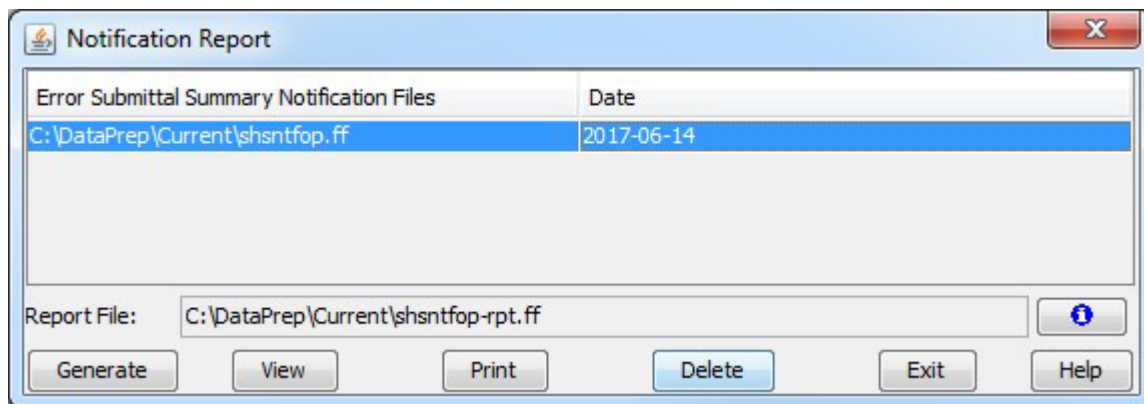 Notification Report
Error Submittal Summary Notification Files Date
C:\DataPrep\Current\shsntfop.ff 2017-06-14
Report File: C:\DataPrep\Current\shsntfop-rpt.ff
Generate View Print Delete Exit Help